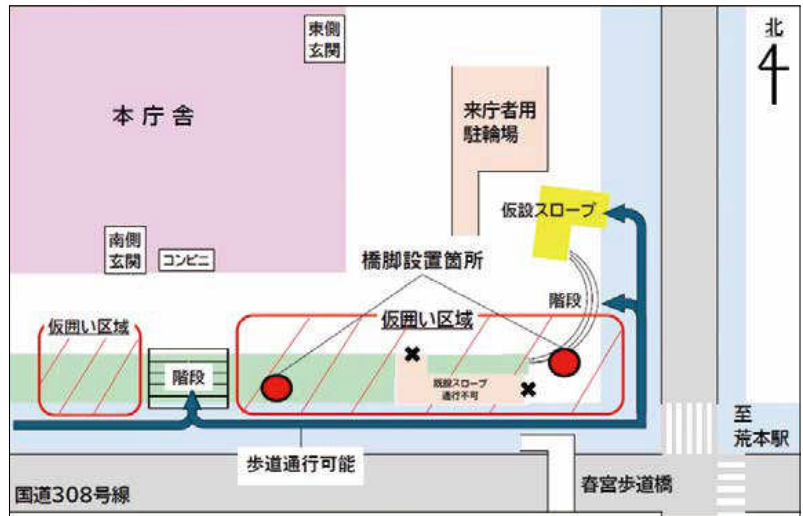 東側
玄関
北
本庁舎
来庁者用
駐輪場
仮設スロープ
南側
玄関
コンビニ
橋脚設置箇所
階段
仮囲い区域
仮囲い区域
階段
既設スロープ
通行不可
至
荒本駅
歩道通行可能
春宮歩道橋
国道308号線